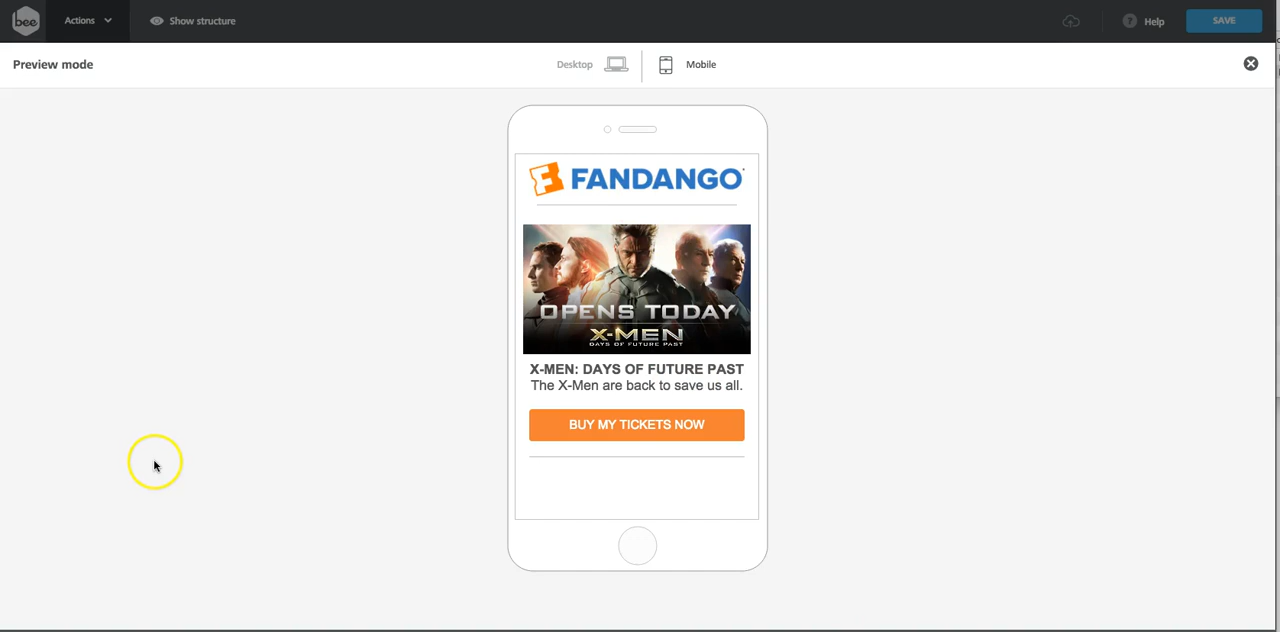 bee Actions Show structure ? Help SAVE
Preview mode Desktop Mobile
FANDANGO
OPENS TODAY
X-MEN
DAYS OF FUTURE PAST
X-MEN: DAYS OF FUTURE PAST
The X-Men are back to save us all.
BUY MY TICKETS NOW